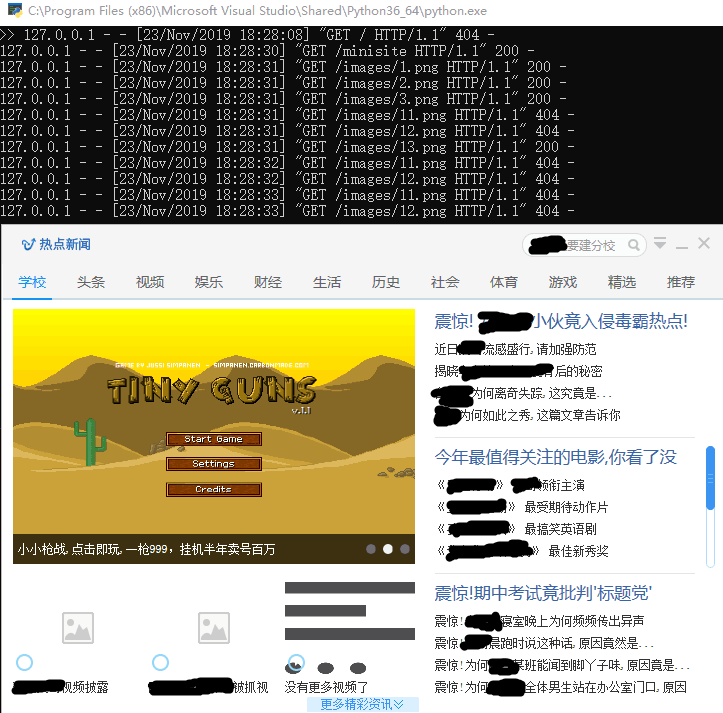 C:\Program Files (x86)\Microsoft Visual Studio\Shared\Python36_64\python.exe
>> 127.0.0.1 - - [23/Nov/2019 18:28:08] "GET / HTTP/1.1" 404 -
127.0.0.1 - - [23/Nov/2019 18:28:30] "GET /minisite HTTP/1.1" 200 -
127.0.0.1 - - [23/Nov/2019 18:28:31] "GET /images/1.png HTTP/1.1" 200 -
127.0.0.1 - - [23/Nov/2019 18:28:31] "GET /images/2.png HTTP/1.1" 200 -
127.0.0.1 - - [23/Nov/2019 18:28:31] "GET /images/3.png HTTP/1.1" 200 -
127.0.0.1 - - [23/Nov/2019 18:28:31] "GET /images/11.png HTTP/1.1" 404 -
127.0.0.1 - - [23/Nov/2019 18:28:31] "GET /images/12.png HTTP/1.1" 404 -
127.0.0.1 - - [23/Nov/2019 18:28:31] "GET /images/13.png HTTP/1.1" 200 -
127.0.0.1 - - [23/Nov/2019 18:28:32] "GET /images/11.png HTTP/1.1" 404 -
127.0.0.1 - - [23/Nov/2019 18:28:32] "GET /images/12.png HTTP/1.1" 404 -
127.0.0.1 - - [23/Nov/2019 18:28:33] "GET /images/11.png HTTP/1.1" 404 -
127.0.0.1 - - [23/Nov/2019 18:28:33] "GET /images/12.png HTTP/1.1" 404 -
热点新闻
要建分校
学校 头条 视频 娱乐 财经 生活 历史 社会 体育 游戏 精选 推荐
GAME BY JASSI SIMPANEN - SIMPANEN.CARBONMADE.COM
TINY GUNS
v.1.1
Start Game
Settings
Credits
小小枪战,点击即玩,一枪999，挂机半年卖号百万
视频披露
被抓视
没有更多视频了
更多精彩资讯
震惊! 小伙竟入侵毒霸热点!
近日 流感盛行,请加强防范
揭晓 背后的秘密
为何离奇失踪,这究竟是...
为何如此之秀,这篇文章告诉你
今年最值得关注的电影,你看了没
《 》 领衔主演
《 》 最受期待动作片
《 》 最搞笑英语剧
《 》 最佳新秀奖
震惊!期中考试竟批判'标题党'
震惊! 寝室晚上为何频频传出异声
震惊! 晨跑时说这种话,原因竟然是...
震惊!为何 某班能闻到脚丫子味,原因竟是...
震惊!为何 全体男生站在办公室门口,原因